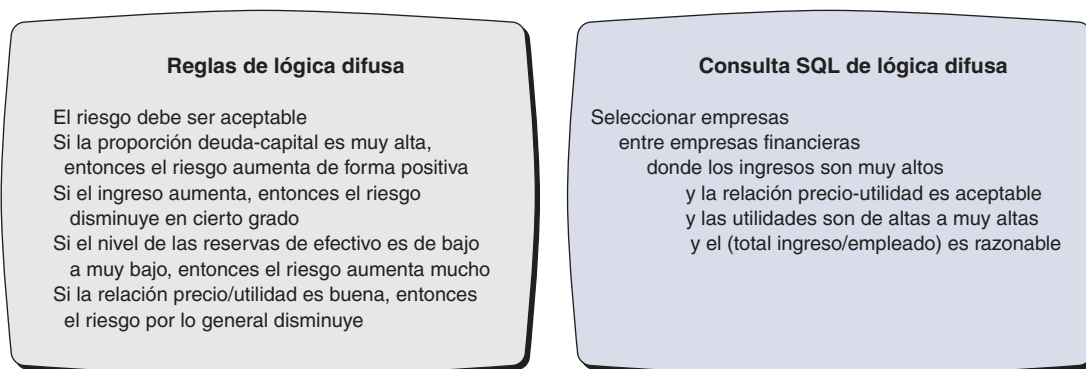 Reglas de lógica difusa
El riesgo debe ser aceptable
Si la proporción deuda-capital es muy alta,
entonces el riesgo aumenta de forma positiva
Si el ingreso aumenta, entonces el riesgo
disminuye en cierto grado
Si el nivel de las reservas de efectivo es de bajo
a muy bajo, entonces el riesgo aumenta mucho
Si la relación precio/utilidad es buena, entonces
el riesgo por lo general disminuye
Consulta SQL de lógica difusa
Seleccionar empresas
entre empresas financieras
donde los ingresos son muy altos
y la relación precio-utilidad es aceptable
y las utilidades son de altas a muy altas
y el (total ingreso/empleado) es razonable